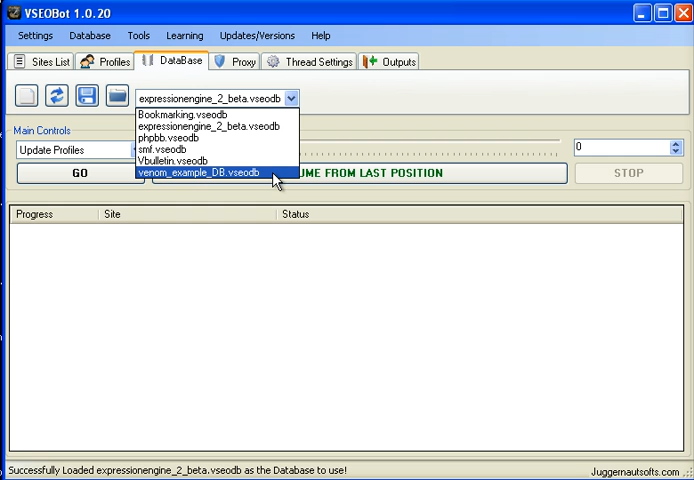 VSEOBot 1.0.20
Settings Database Tools Learning Updates/Versions Help
Sites List Profiles DataBase Proxy Thread Settings Outputs
expressionengine_2_beta.vseodb
Bookmarking.vseodb
expressionengine_2_beta.vseodb
phpbb.vseodb
smf.vseodb
Vbulletin.vseodb
venom_example_DB.vseodb
Main Controls
Update Profiles 0
GO UME FROM LAST POSITION STOP
Progress Site Status
Successfully Loaded expressionengine_2_beta.vseodb as the Database to use! Juggernautsofts.com